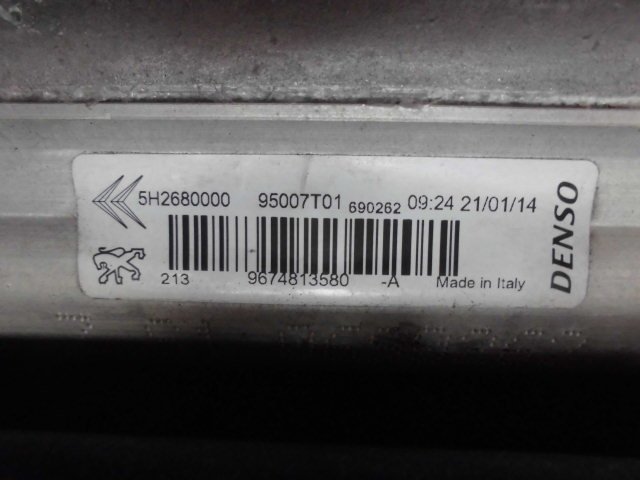 5H2680000 95007T01 690262 09:24 21/01/14
213 9674813580 -A Made in Italy
DENSO